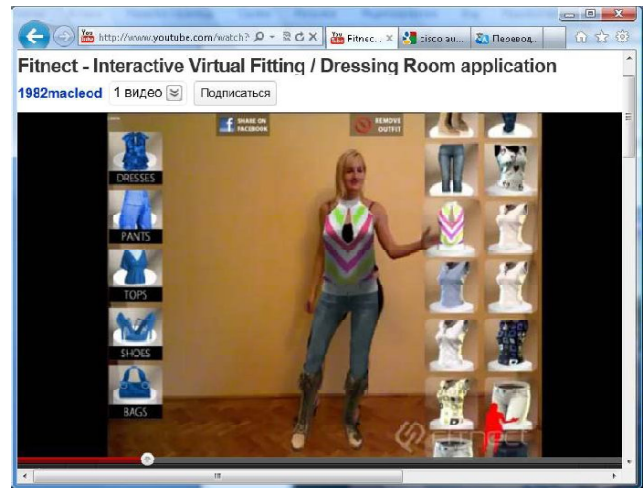 http://www.youtube.com/watch?
Fitnec...
cisco au...
Перевод...
Fitnect - Interactive Virtual Fitting / Dressing Room application
1982macleod 1 видео Подписаться
SHARE ON
FACEBOOK
REMOVE
OUTFIT
DRESSES
PANTS
TOPS
SHOES
BAGS
fitnect